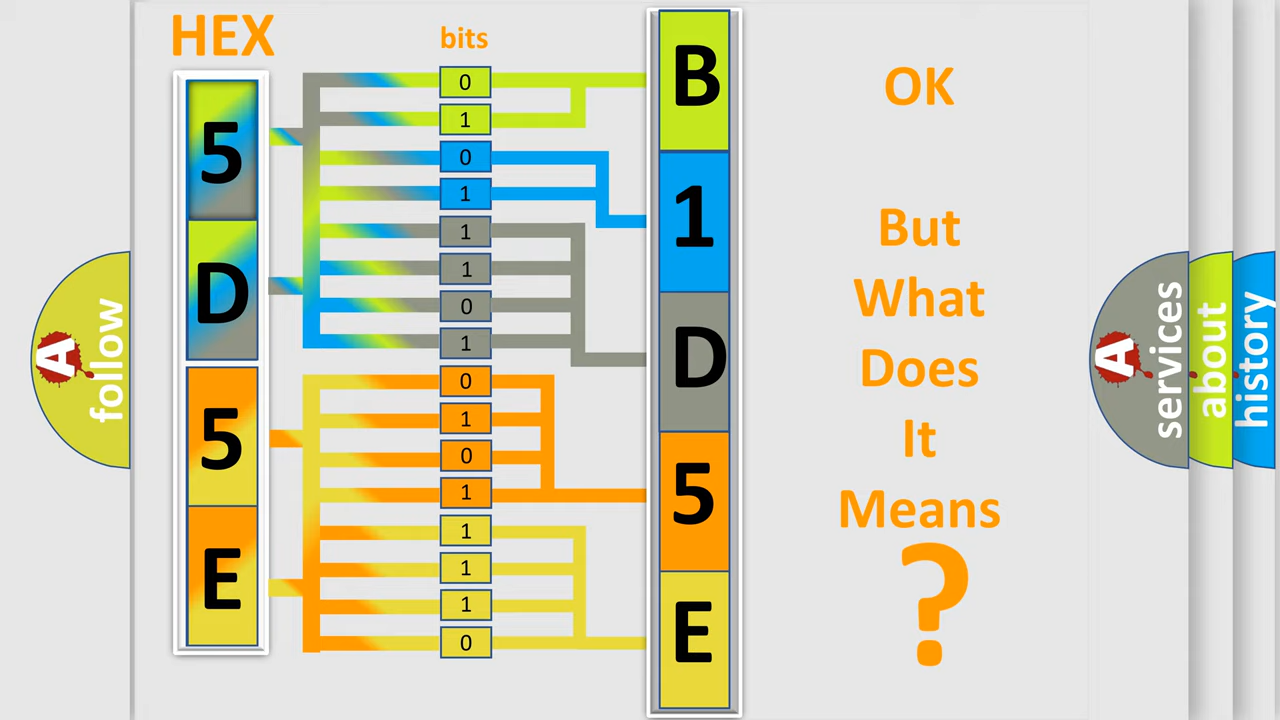 HEX
bits
5
D
5
E
0
1
0
1
1
1
0
1
0
1
0
1
1
1
1
0
B
1
D
5
E
OK
But
What
Does
It
Means
?
A
follow
A
services
about
history